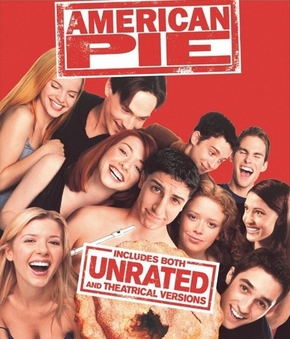 AMERICAN
PIE
INCLUDES BOTH
UNRATED
AND THEATRICAL VERSIONS